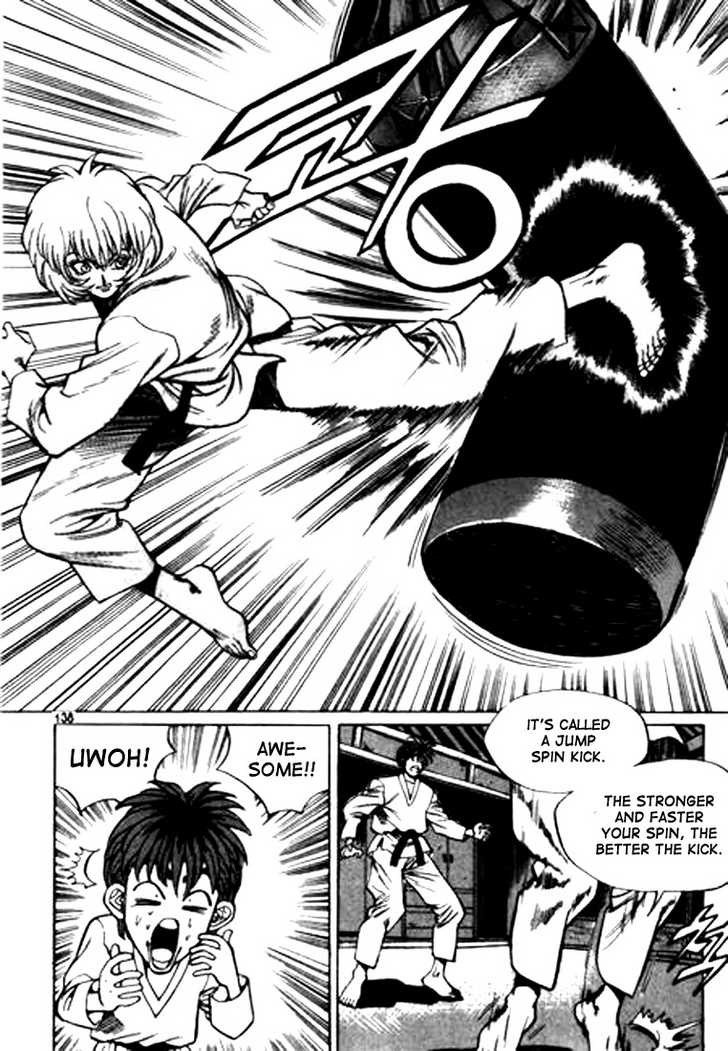 138
UWOH!
AWE-
SOME!!
IT'S CALLED
A JUMP
SPIN KICK.
THE STRONGER
AND FASTER
YOUR SPIN, THE
BETTER THE KICK.